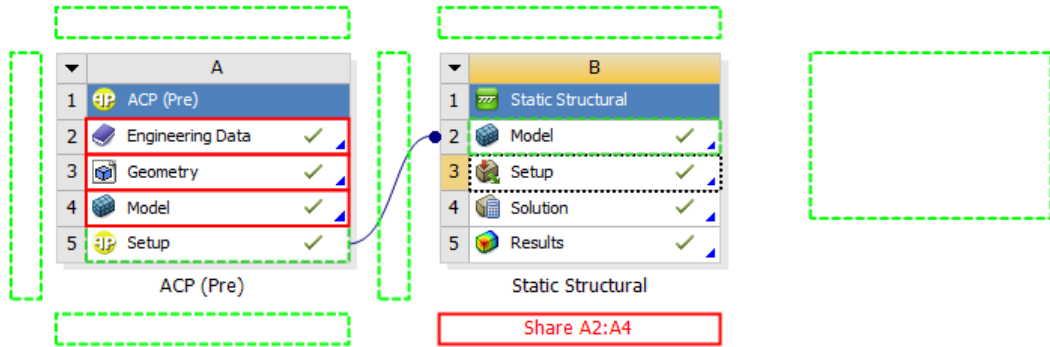 A
1 ACP (Pre)
2 Engineering Data
3 Geometry
4 Model
5 Setup
ACP (Pre)
B
1 Static Structural
2 Model
3 Setup
4 Solution
5 Results
Static Structural
Share A2:A4